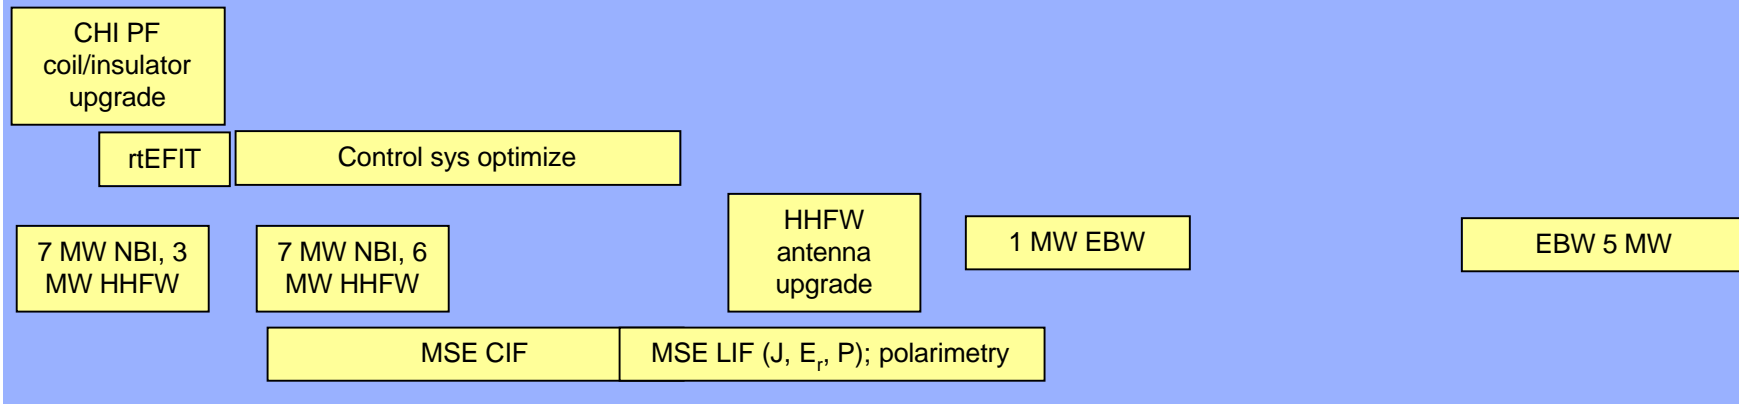 CHI PF
coil/insulator
upgrade
rtEFIT
Control sys optimize
7 MW NBI, 3
MW HHFW
7 MW NBI, 6
MW HHFW
HHFW
antenna
upgrade
1 MW EBW
EBW 5 MW
MSE CIF
MSE LIF (J, Er, P); polarimetry